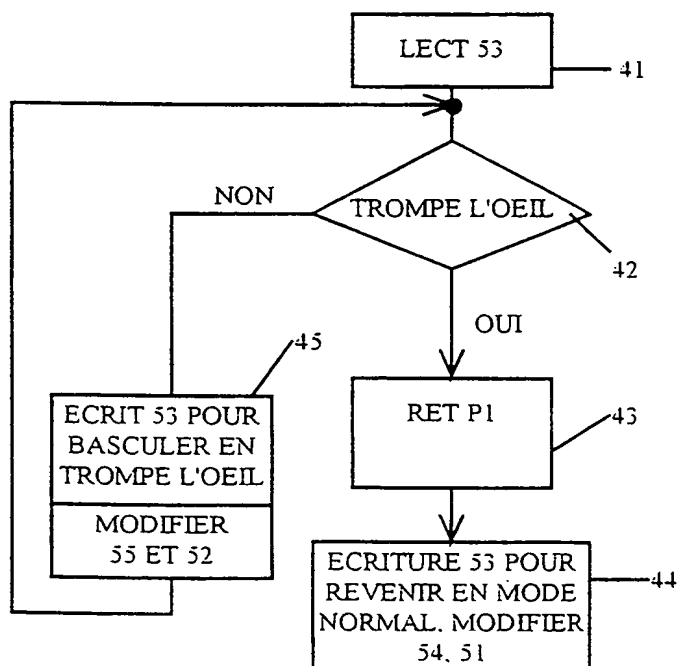 LECT 53
41
NON
TROMPE L'OEIL
42
OUI
45
ECRIT 53 POUR
BASCULER EN
TROMPE L'OEIL
MODIFIER
55 ET 52
RET P1
43
ECRITURE 53 POUR
REVENIR EN MODE
NORMAL. MODIFIER
54, 51
44